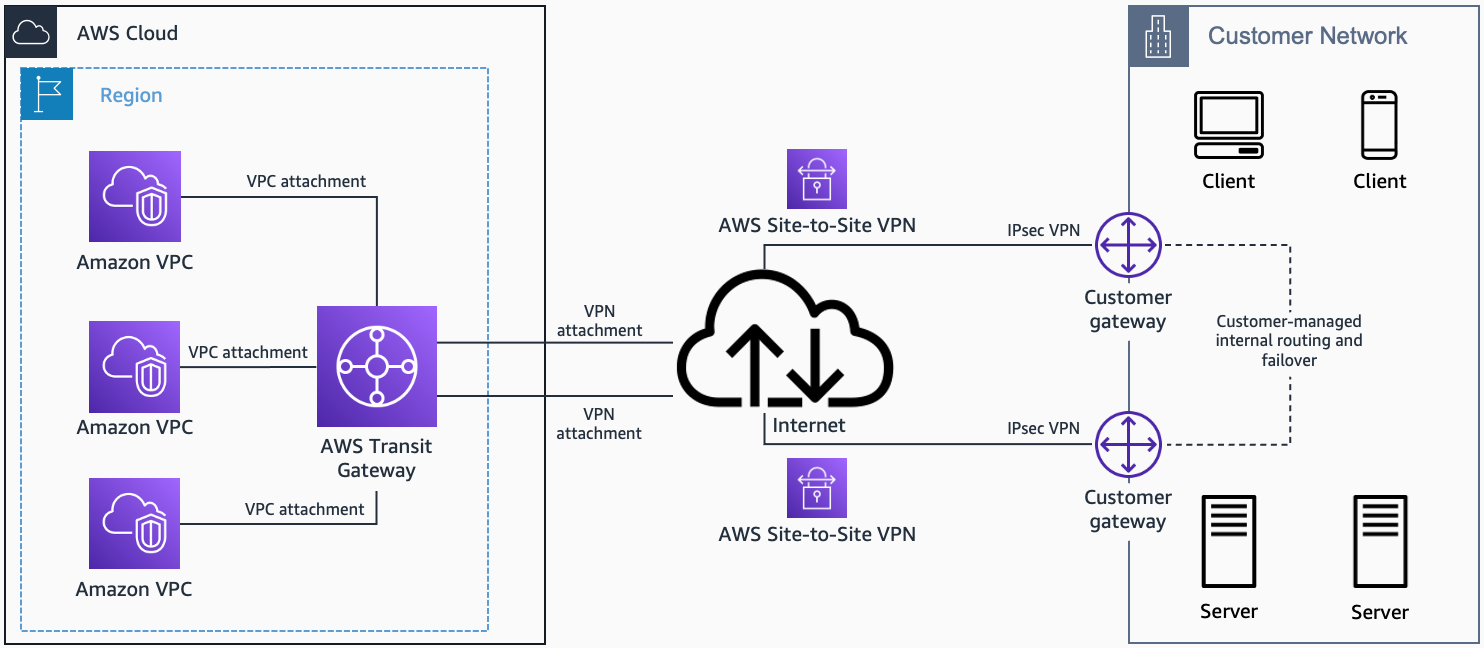 AWS Cloud
Region
VPC attachment
Amazon VPC
VPC attachment
Amazon VPC
AWS Transit
Gateway
VPC attachment
Amazon VPC
VPN
attachment
VPN
attachment
AWS Site-to-Site VPN
Internet
AWS Site-to-Site VPN
IPsec VPN
IPsec VPN
Customer Network
Client
Client
Customer
gateway
Customer-managed
internal routing and
failover
Customer
gateway
Server
Server